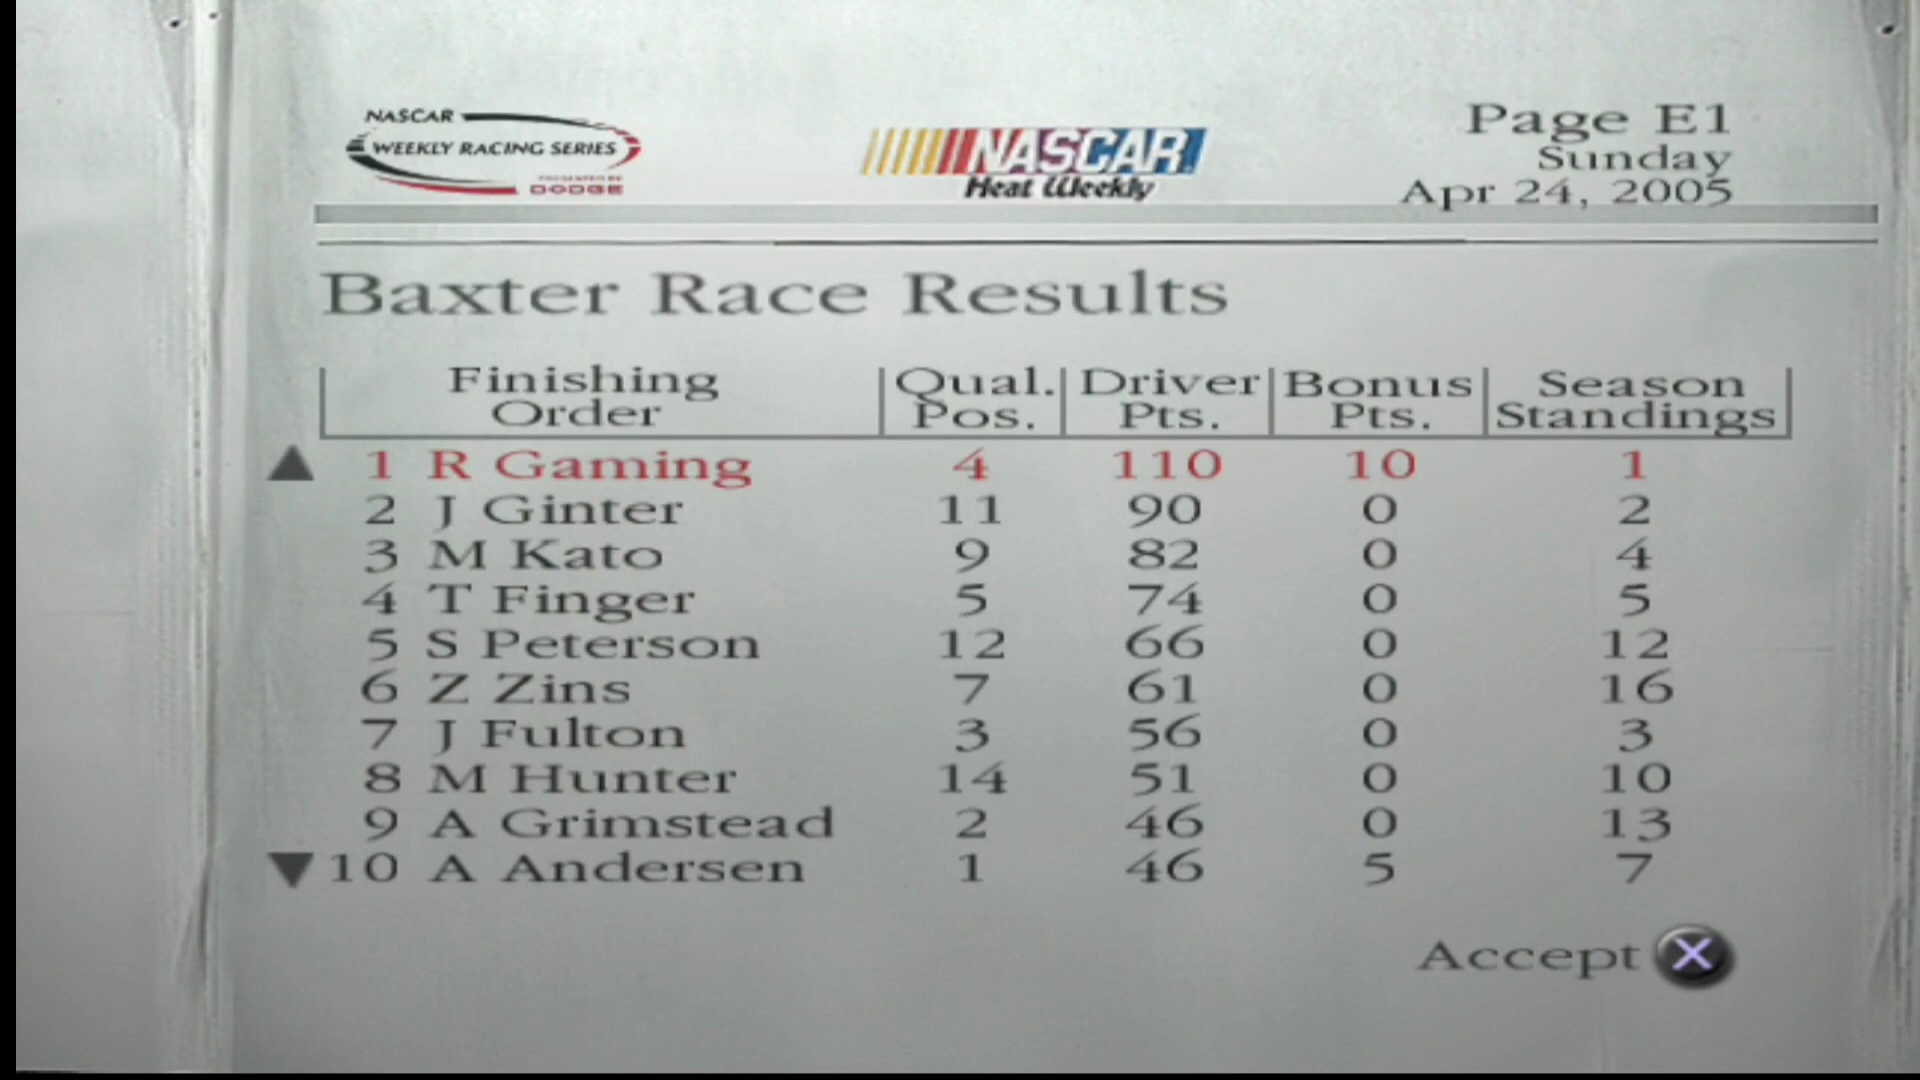 NASCAR
WEEKLY RACING SERIES
PRESENTED BY
DODGE
NASCAR
Heat Weekly
Page E1
Sunday
Apr 24, 2005
Baxter Race Results
Finishing Order Qual. Pos. Driver Pts. Bonus Pts. Season Standings
1 R Gaming 4 110 10 1
2 J Ginter 11 90 0 2
3 M Kato 9 82 0 4
4 T Finger 5 74 0 5
5 S Peterson 12 66 0 12
6 Z Zins 7 61 0 16
7 J Fulton 3 56 0 3
8 M Hunter 14 51 0 10
9 A Grimstead 2 46 0 13
10 A Andersen 1 46 5 7
Accept X